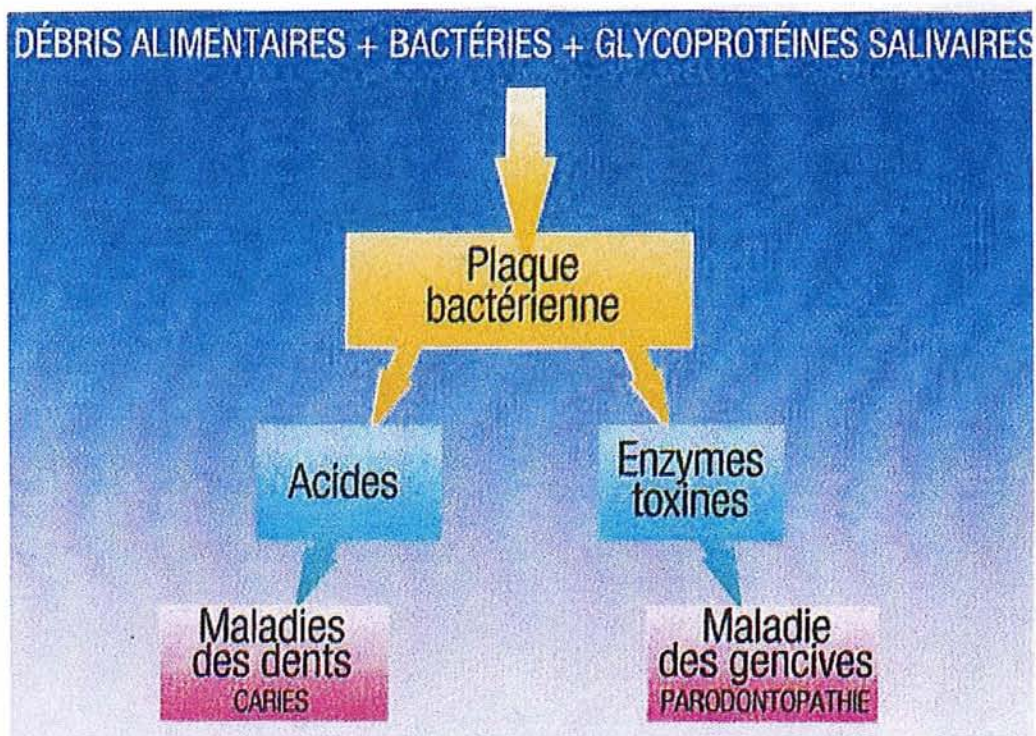 DÉBRIS ALIMENTAIRES + BACTÉRIES + GLYCOPROTÉINES SALIVAIRES
Plaque
bactérienne
Acides
Enzymes
toxines
Maladies
des dents
CARIES
Maladie
des gencives
PARODONTOPATHIE